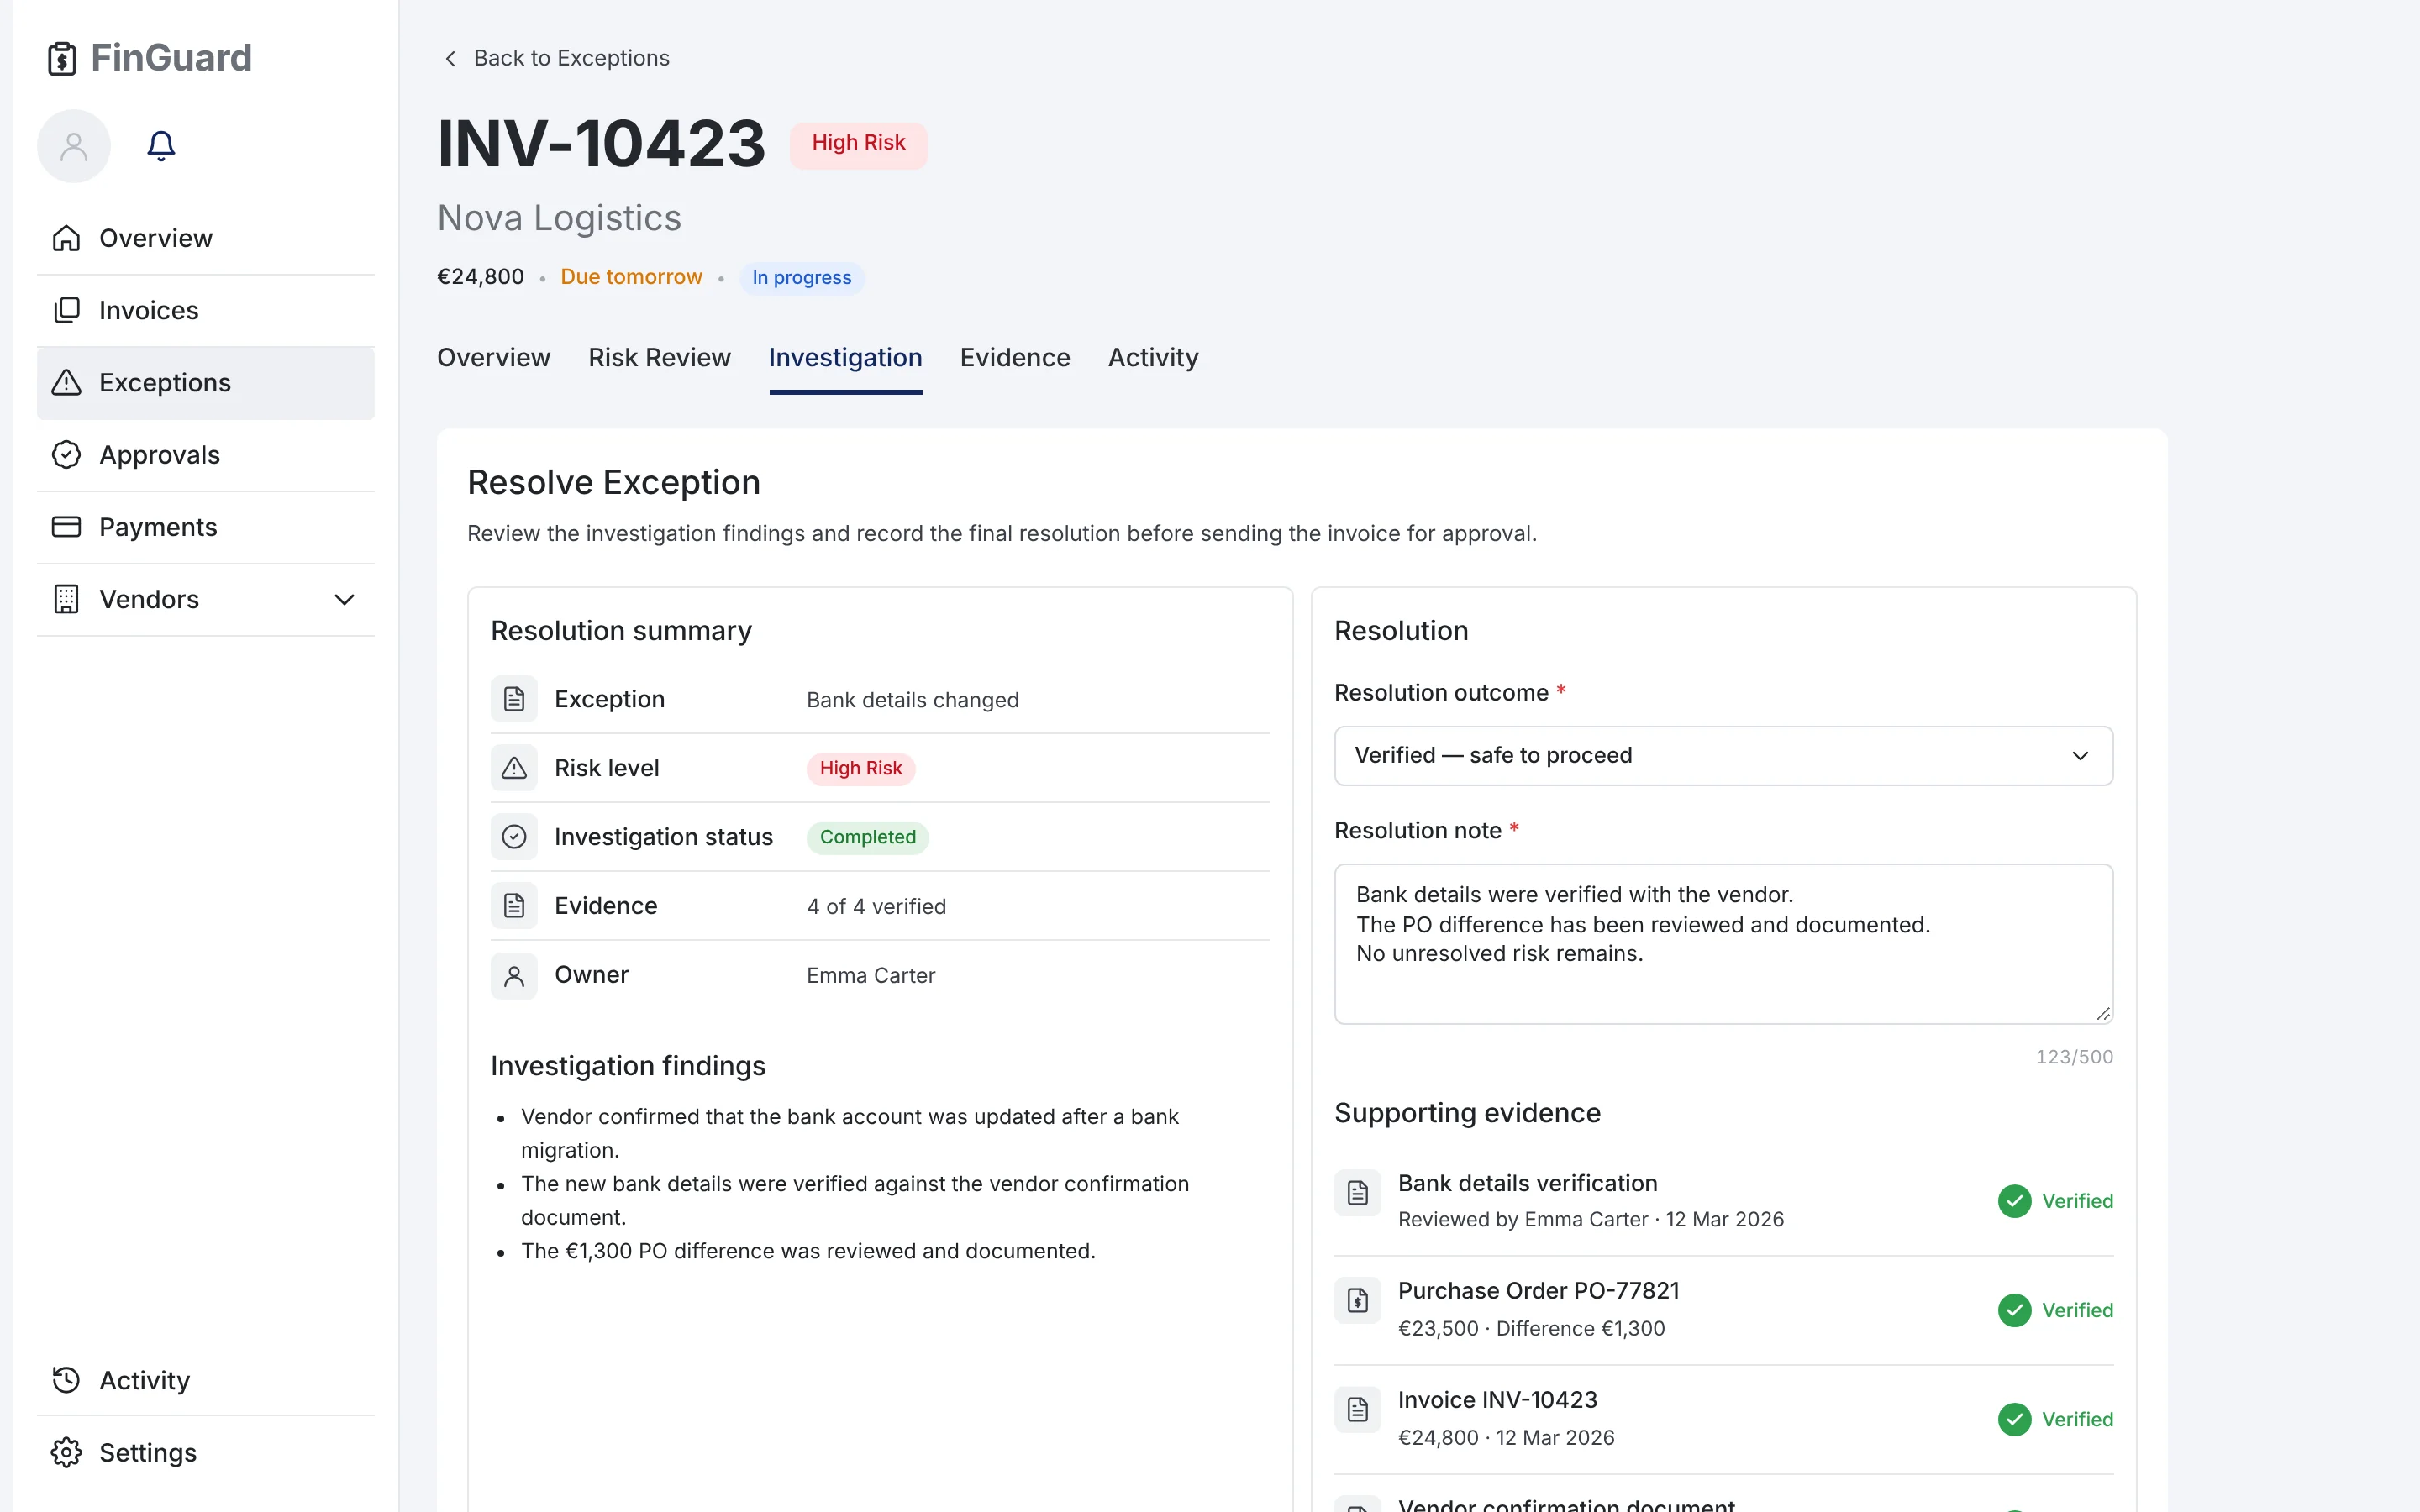 FinGuard
Overview
Invoices
Exceptions
Approvals
Payments
Vendors
Activity
Settings
Back to Exceptions
INV-10423
High Risk
Nova Logistics
€24,800 • Due tomorrow • In progress
Overview
Risk Review
Investigation
Evidence
Activity
Resolve Exception
Review the investigation findings and record the final resolution before sending the invoice for approval.
Resolution summary
Exception
Bank details changed
Risk level
High Risk
Investigation status
Completed
Evidence
4 of 4 verified
Owner
Emma Carter
Investigation findings
• Vendor confirmed that the bank account was updated after a bank
migration.
• The new bank details were verified against the vendor confirmation
document.
• The €1,300 PO difference was reviewed and documented.
Resolution
Resolution outcome *
Verified — safe to proceed
Resolution note *
Bank details were verified with the vendor.
The PO difference has been reviewed and documented.
No unresolved risk remains.
123/500
Supporting evidence
Bank details verification
Reviewed by Emma Carter · 12 Mar 2026
Verified
Purchase Order PO-77821
€23,500 · Difference €1,300
Verified
Invoice INV-10423
€24,800 · 12 Mar 2026
Verified
Vendor confirmation document